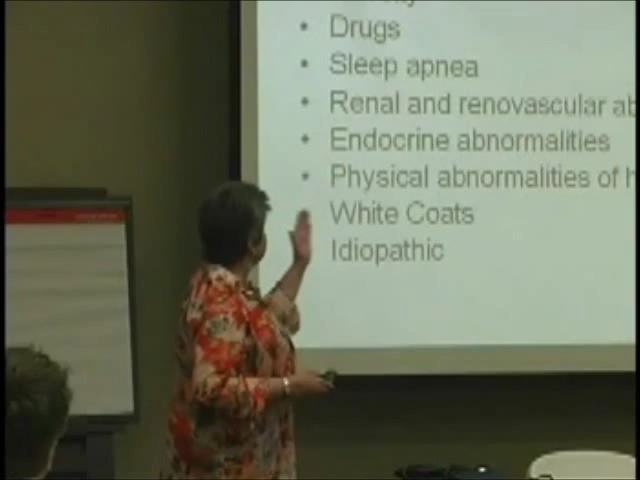 • Drugs
• Sleep apnea
• Renal and renovascular ab
• Endocrine abnormalities
• Physical abnormalities of h
White Coats
Idiopathic